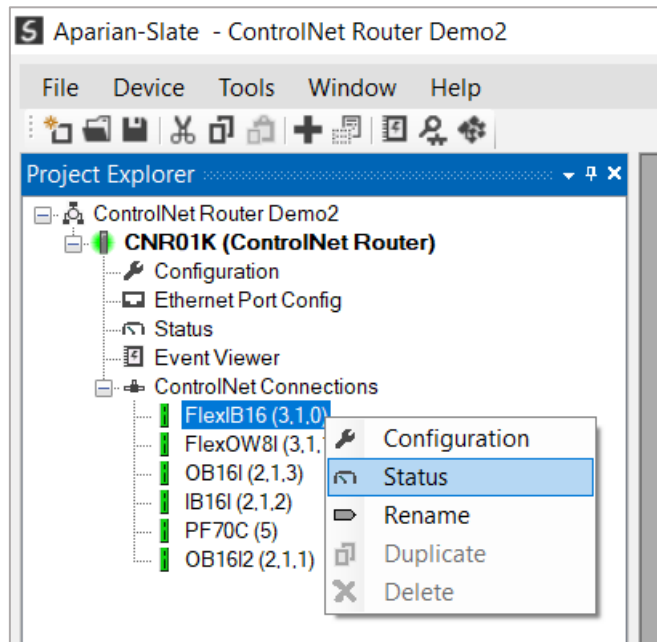 S Aparian-Slate - ControlNet Router Demo2
File Device Tools Window Help
Project Explorer
ControlNet Router Demo2
CNR01K (ControlNet Router)
Configuration
Ethernet Port Config
Status
Event Viewer
ControlNet Connections
FlexIB16 (3,1,0)
FlexOW8I (3,1,
OB16I (2,1,3)
IB16I (2,1,2)
PF70C (5)
OB16I2 (2,1,1)
Configuration
Status
Rename
Duplicate
Delete